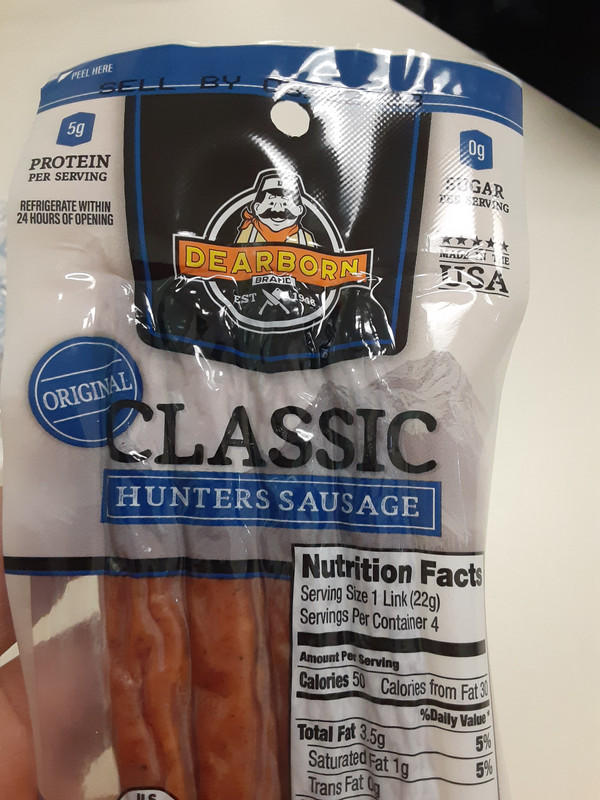 PEEL HERE
SELL BY
5g
PROTEIN
PER SERVING
REFRIGERATE WITHIN
24 HOURS OF OPENING
0g
SUGAR
PER SERVING
MADE IN THE
USA
DEARBORN
BRAND
EST 1946
ORIGINAL
CLASSIC
HUNTERS SAUSAGE
Nutrition Facts
Serving Size 1 Link (22g)
Servings Per Container 4
Amount Per Serving
Calories 50 Calories from Fat 30
%Daily Value*
Total Fat 3.5g 5%
Saturated Fat 1g 5%
Trans Fat 0g
U.S.